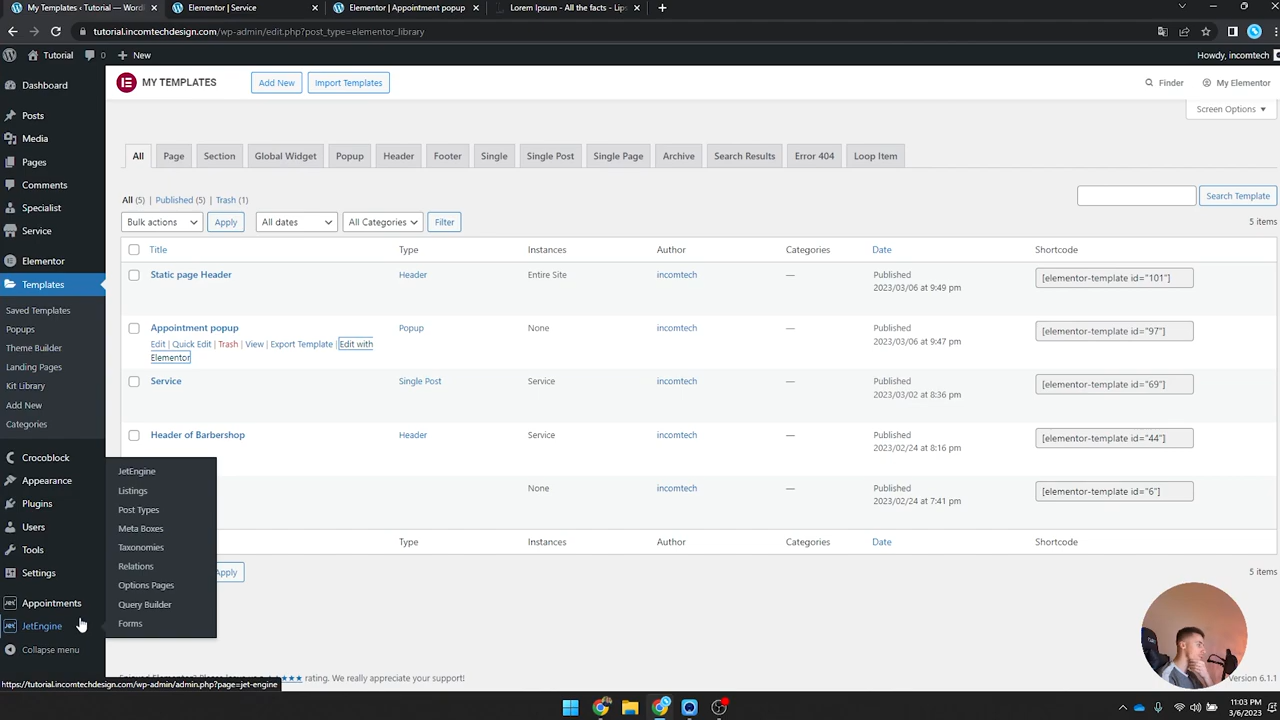 My Templates ‹ Tutorial — Wordl
Elementor | Service
Elementor | Appointment popup
Lorem Ipsum - All the facts - Lips
tutorial.incomtechdesign.com/wp-admin/edit.php?post_type=elementor_library
Tutorial
0
New
Howdy, incomtech
Dashboard
Posts
Media
Pages
Comments
Specialist
Service
Elementor
Templates
Saved Templates
Popups
Theme Builder
Landing Pages
Kit Library
Add New
Categories
Crocoblock
Appearance
Plugins
Users
Tools
Settings
Appointments
JetEngine
Collapse menu
JetEngine
Listings
Post Types
Meta Boxes
Taxonomies
Relations
Options Pages
Query Builder
Forms
MY TEMPLATES
Add New
Import Templates
Finder
My Elementor
Screen Options
All
Page
Section
Global Widget
Popup
Header
Footer
Single
Single Post
Single Page
Archive
Search Results
Error 404
Loop Item
All (5) | Published (5) | Trash (1)
Search Template
Bulk actions
Apply
All dates
All Categories
Filter
5 items
Title
Type
Instances
Author
Categories
Date
Shortcode
Static page Header
Header
Entire Site
incomtech
—
Published
2023/03/06 at 9:49 pm
[elementor-template id="101"]
Appointment popup
Edit | Quick Edit | Trash | View | Export Template | Edit with
Elementor
Popup
None
incomtech
—
Published
2023/03/06 at 9:47 pm
[elementor-template id="97"]
Service
Single Post
Service
incomtech
—
Published
2023/03/02 at 8:36 pm
[elementor-template id="69"]
Header of Barbershop
Header
Service
incomtech
—
Published
2023/02/24 at 8:16 pm
[elementor-template id="44"]
None
incomtech
—
Published
2023/02/24 at 7:41 pm
[elementor-template id="6"]
Type
Instances
Author
Categories
Date
Shortcode
Apply
5 items
★★★ rating. We really appreciate your support!
Version 6.1.1
https://tutorial.incomtechdesign.com/wp-admin/admin.php?page=jet-engine
11:03 PM
3/6/2023